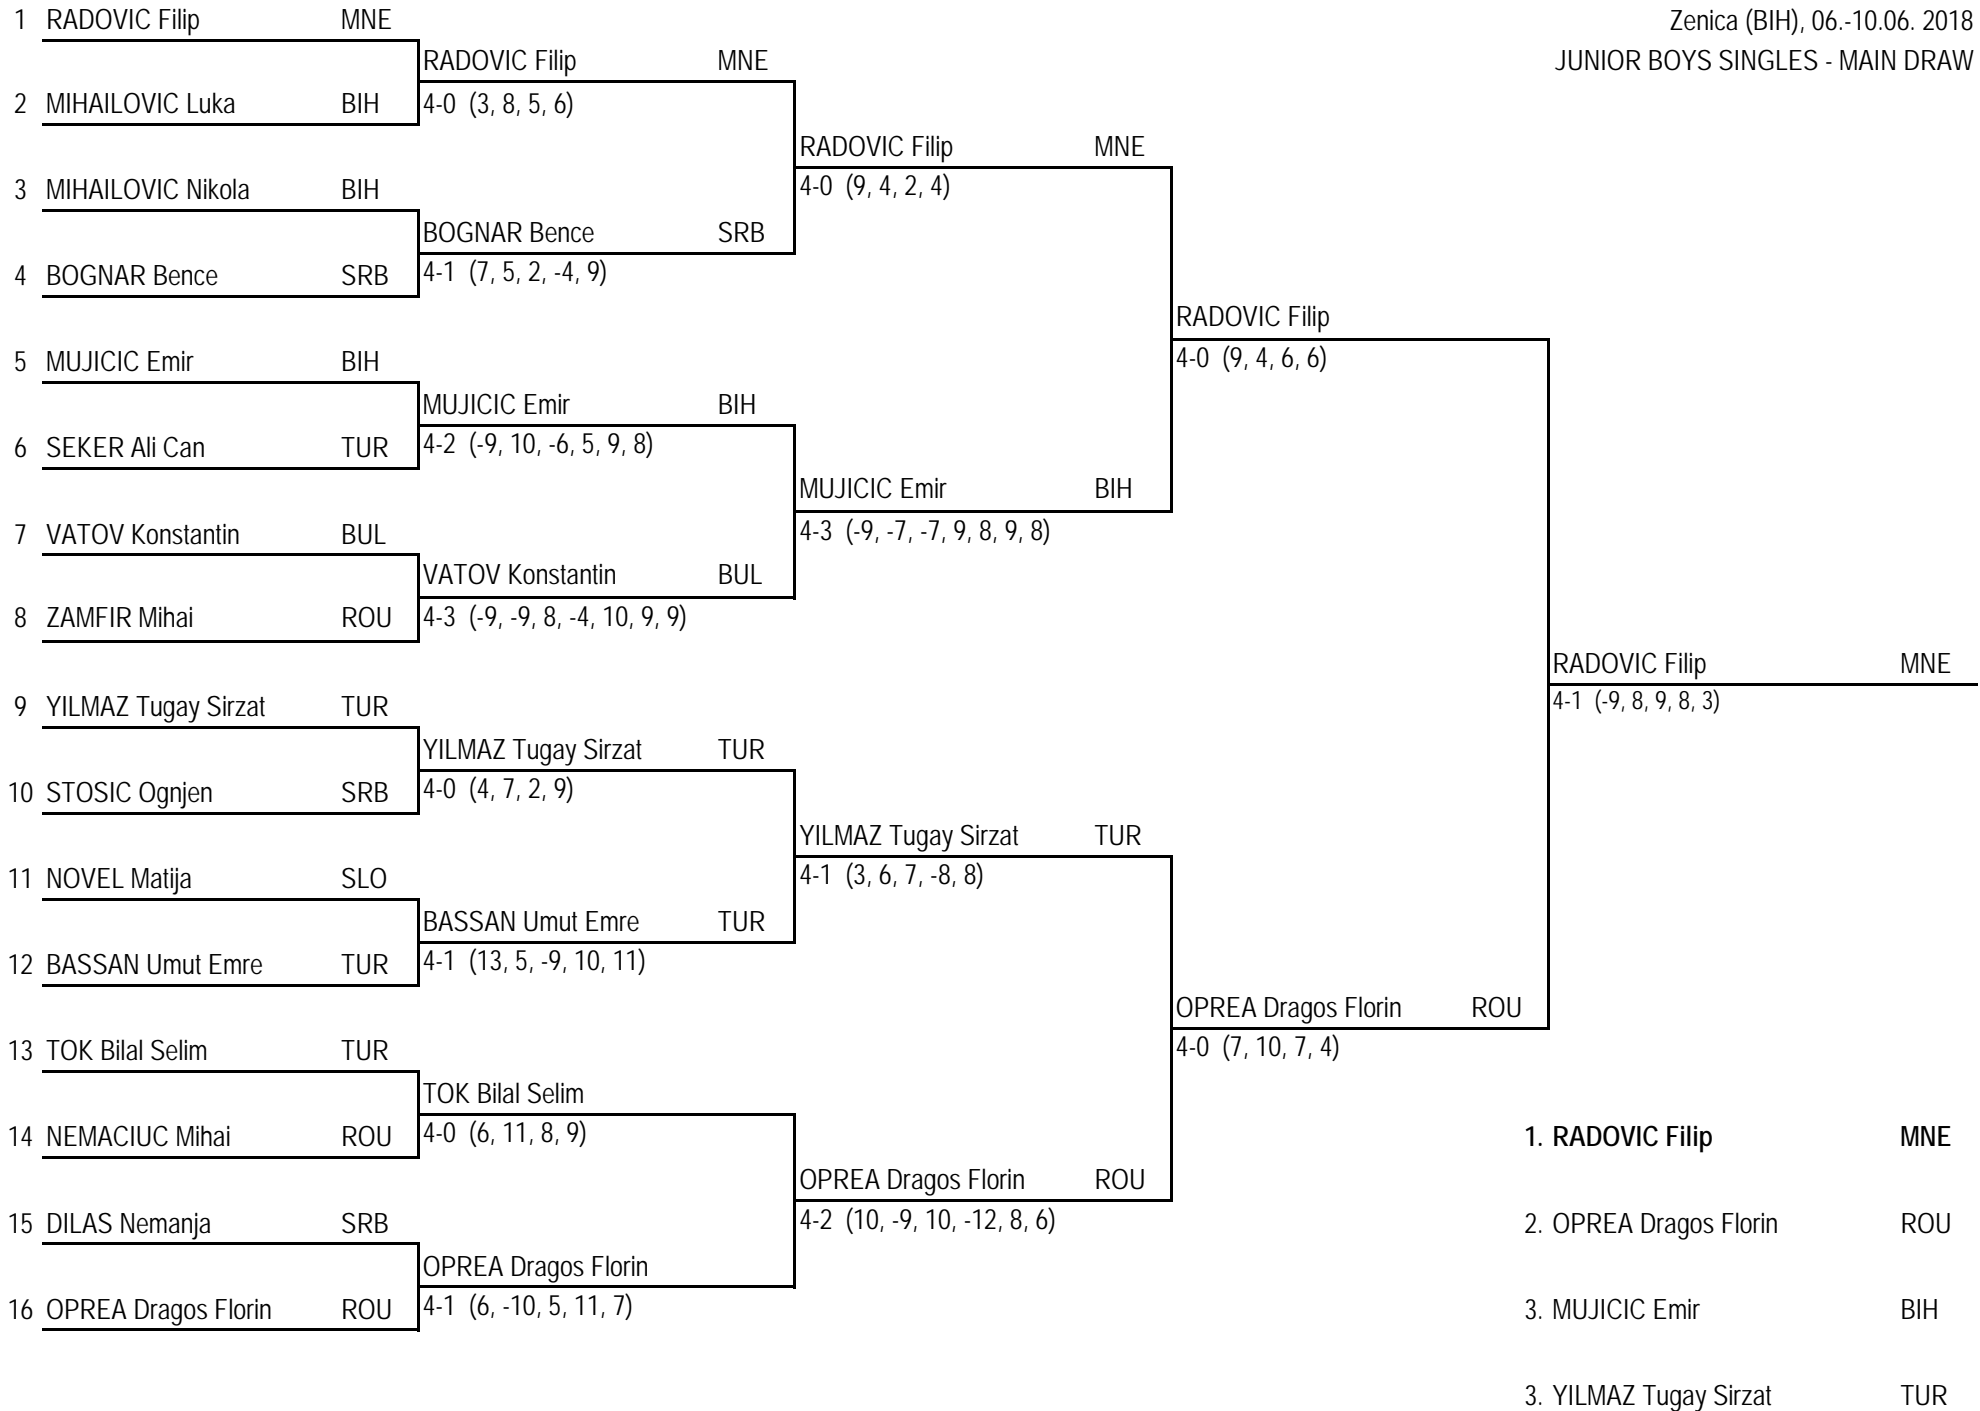 1 RADOVIC Filip MNE
Zenica (BIH), 06.-10.06. 2018
RADOVIC Filip MNE
JUNIOR BOYS SINGLES - MAIN DRAW
2 MIHAILOVIC Luka BIH
4-0 (3, 8, 5, 6)
RADOVIC Filip MNE
3 MIHAILOVIC Nikola BIH
4-0 (9, 4, 2, 4)
BOGNAR Bence SRB
4 BOGNAR Bence SRB
4-1 (7, 5, 2, -4, 9)
RADOVIC Filip
5 MUJICIC Emir BIH
4-0 (9, 4, 6, 6)
MUJICIC Emir BIH
6 SEKER Ali Can TUR
4-2 (-9, 10, -6, 5, 9, 8)
MUJICIC Emir BIH
7 VATOV Konstantin BUL
4-3 (-9, -7, -7, 9, 8, 9, 8)
VATOV Konstantin BUL
8 ZAMFIR Mihai ROU
4-3 (-9, -9, 8, -4, 10, 9, 9)
RADOVIC Filip MNE
9 YILMAZ Tugay Sirzat TUR
4-1 (-9, 8, 9, 8, 3)
YILMAZ Tugay Sirzat TUR
10 STOSIC Ognjen SRB
4-0 (4, 7, 2, 9)
YILMAZ Tugay Sirzat TUR
11 NOVEL Matija SLO
4-1 (3, 6, 7, -8, 8)
BASSAN Umut Emre TUR
12 BASSAN Umut Emre TUR
4-1 (13, 5, -9, 10, 11)
OPREA Dragos Florin ROU
13 TOK Bilal Selim TUR
4-0 (7, 10, 7, 4)
TOK Bilal Selim
14 NEMACIUC Mihai ROU
4-0 (6, 11, 8, 9)
1. RADOVIC Filip MNE
OPREA Dragos Florin ROU
15 DILAS Nemanja SRB
4-2 (10, -9, 10, -12, 8, 6)
2. OPREA Dragos Florin ROU
OPREA Dragos Florin
16 OPREA Dragos Florin ROU
4-1 (6, -10, 5, 11, 7)
3. MUJICIC Emir BIH
3. YILMAZ Tugay Sirzat TUR